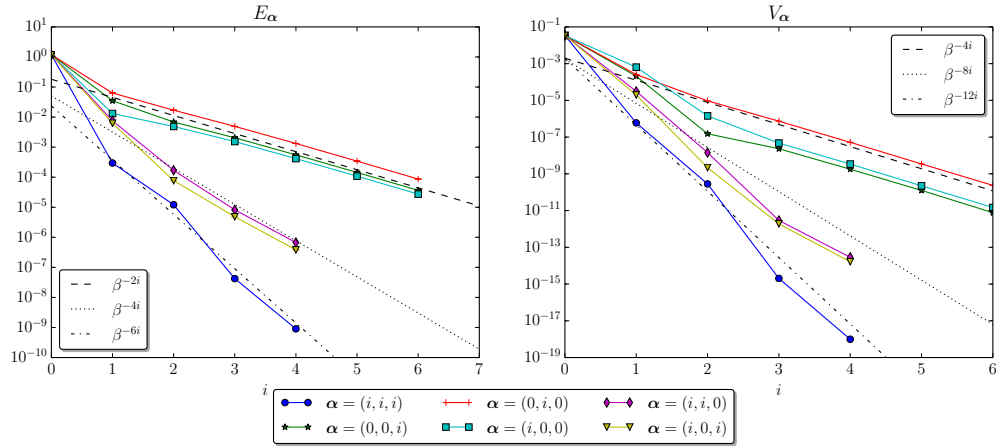 E_α
10^1
10^0
10^-1
10^-2
10^-3
10^-4
10^-5
10^-6
10^-7
10^-8
10^-9
10^-10
0 1 2 3 4 5 6 7
i
β^{-2i}
β^{-4i}
β^{-6i}
V_α
10^-1
10^-3
10^-5
10^-7
10^-9
10^-11
10^-13
10^-15
10^-17
10^-19
0 1 2 3 4 5 6
i
β^{-4i}
β^{-8i}
β^{-12i}
α = (i, i, i) α = (0, i, 0) α = (i, i, 0)
α = (0, 0, i) α = (i, 0, 0) α = (i, 0, i)